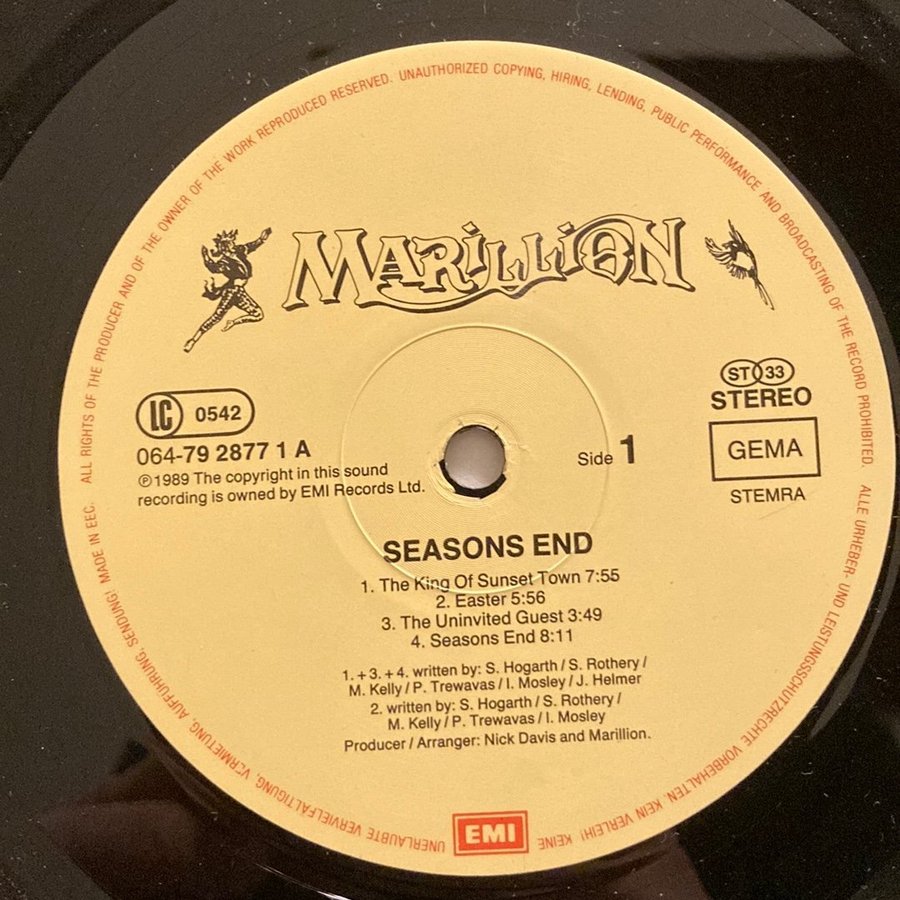 MARILLION
LC 0542
064-79 2877 1 A
℗1989 The copyright in this sound
recording is owned by EMI Records Ltd.
Side 1
ST 33
STEREO
GEMA
STEMRA
SEASONS END
1. The King Of Sunset Town 7:55
2. Easter 5:56
3. The Uninvited Guest 3:49
4. Seasons End 8:11
1.+3.+4. written by: S. Hogarth/S. Rothery/
M. Kelly/P. Trewavas/I. Mosley/J. Helmer
2. written by: S. Hogarth/S. Rothery/
M. Kelly/P. Trewavas/I. Mosley
Producer/Arranger: Nick Davis and Marillion.
EMI
ALL RIGHTS OF THE PRODUCER AND OF THE OWNER OF THE WORK REPRODUCED RESERVED. UNAUTHORIZED COPYING, HIRING, LENDING, PUBLIC PERFORMANCE AND BROADCASTING OF THE RECORD PROHIBITED. ALLE URHEBER- UND LEISTUNGSSCHUTZRECHTE VORBEHALTEN. KEIN VERLEIH! KEINE UNERLAUBTE VERVIELFÄLTIGUNG, VERMIETUNG, AUFFÜHRUNG, SENDUNG! MADE IN EEC.